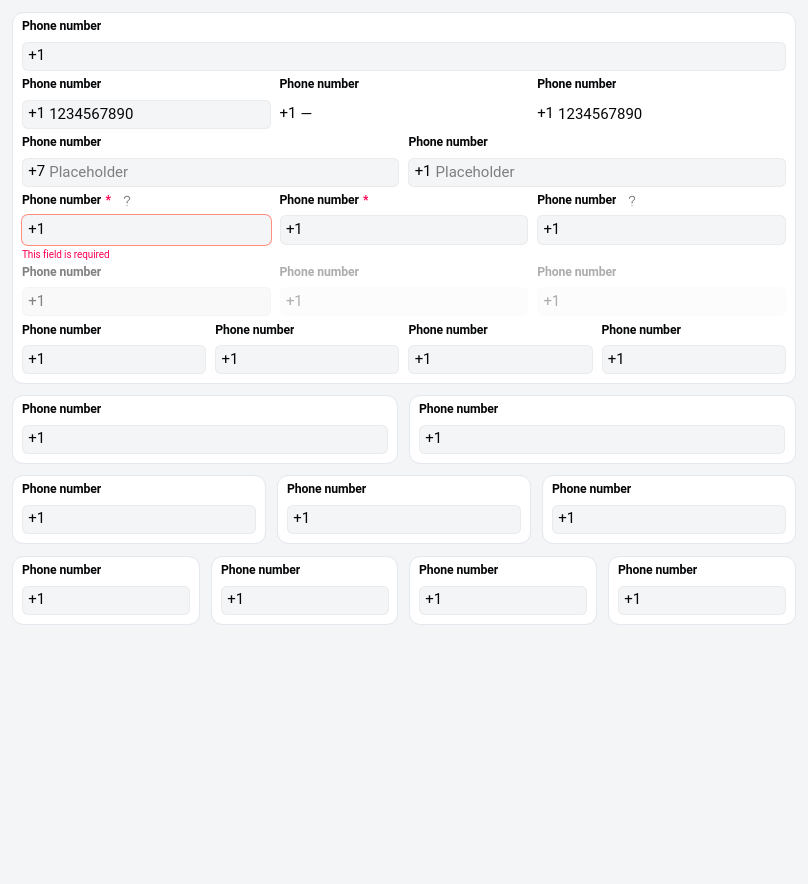 Phone number
+1
Phone number Phone number Phone number
+1 1234567890 +1 — +1 1234567890
Phone number Phone number
+7 Placeholder +1 Placeholder
Phone number * ? Phone number * Phone number ?
+1 +1 +1
This field is required
Phone number Phone number Phone number
+1 +1 +1
Phone number Phone number Phone number Phone number
+1 +1 +1 +1
Phone number Phone number
+1 +1
Phone number Phone number Phone number
+1 +1 +1
Phone number Phone number Phone number Phone number
+1 +1 +1 +1